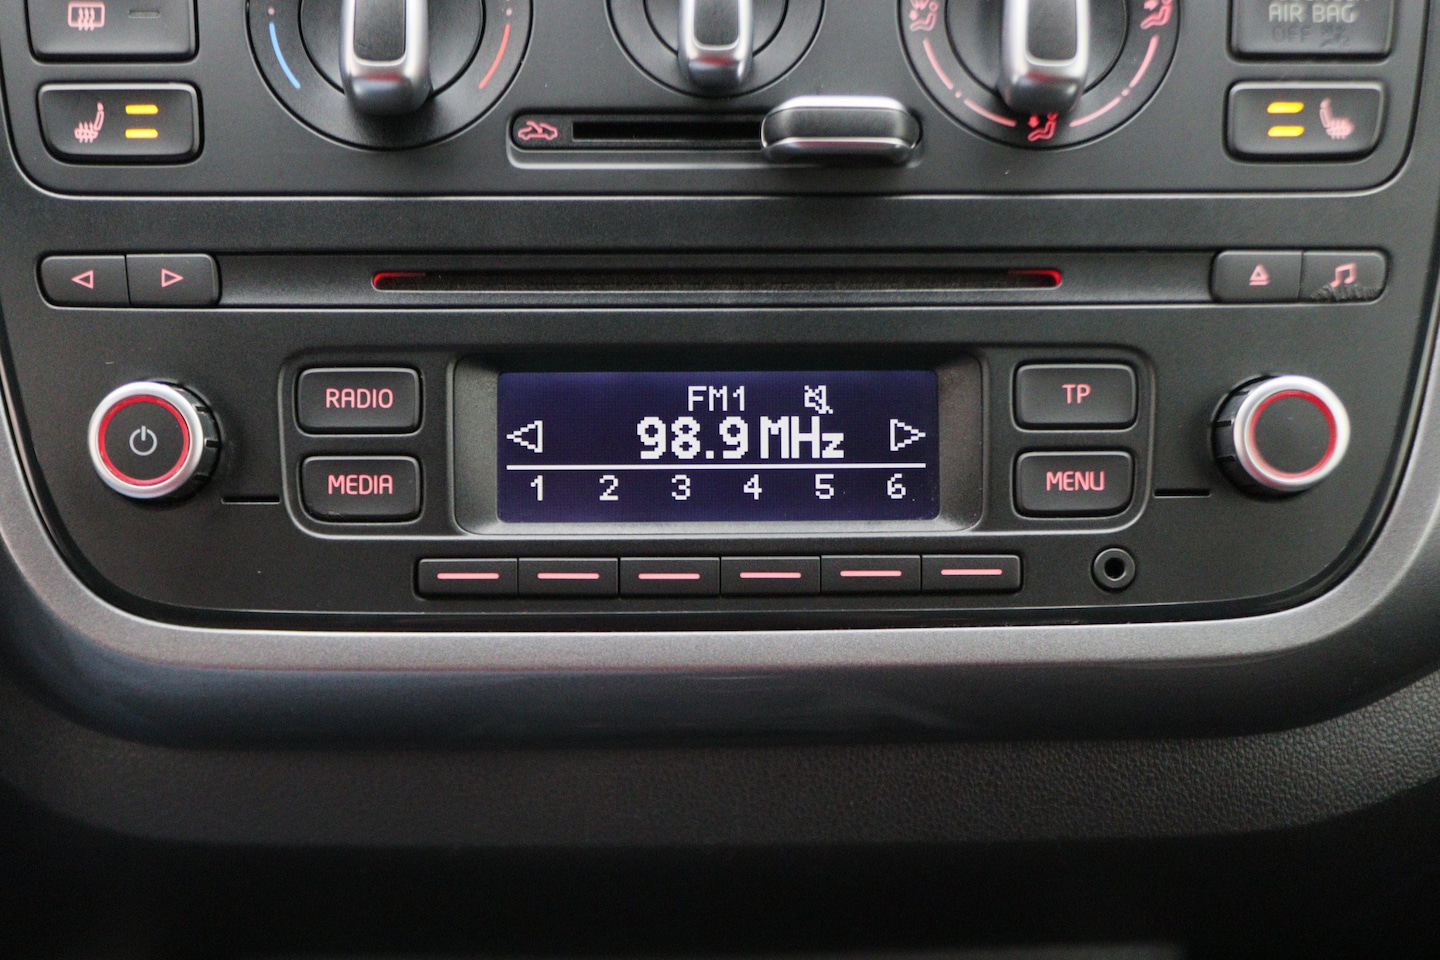 AIR BAG
OFF
RADIO
MEDIA
FM1
98.9 MHz
1 2 3 4 5 6
TP
MENU